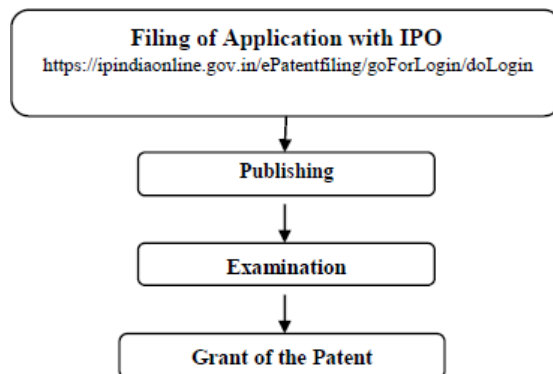 Filing of Application with IPO
https://ipindiaonline.gov.in/ePatentfiling/goForLogin/doLogin
Publishing
Examination
Grant of the Patent